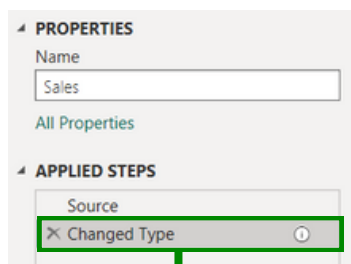 PROPERTIES
Name
Sales
All Properties
APPLIED STEPS
Source
Changed Type